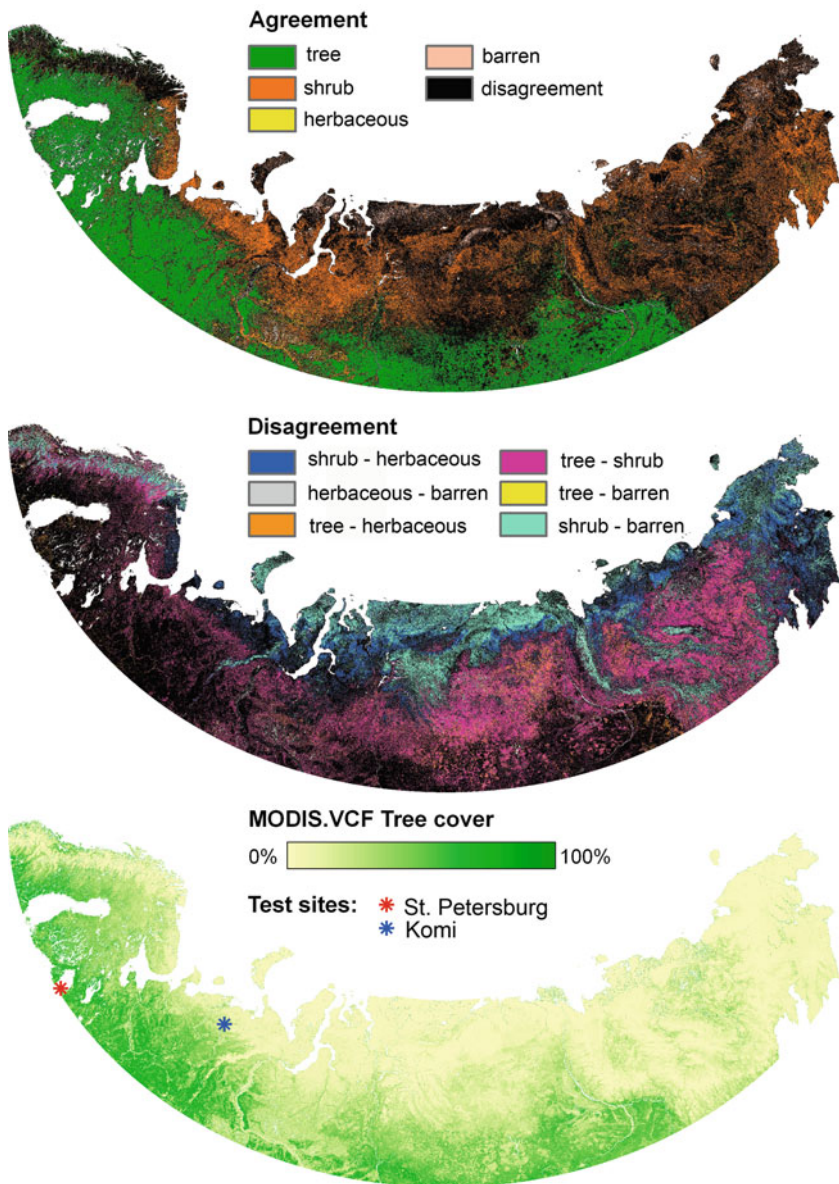 Agreement
tree
barren
shrub
disagreement
herbaceous
Disagreement
shrub - herbaceous
tree - shrub
herbaceous - barren
tree - barren
tree - herbaceous
shrub - barren
MODIS.VCF Tree cover
0%
100%
Test sites:
St. Petersburg
Komi